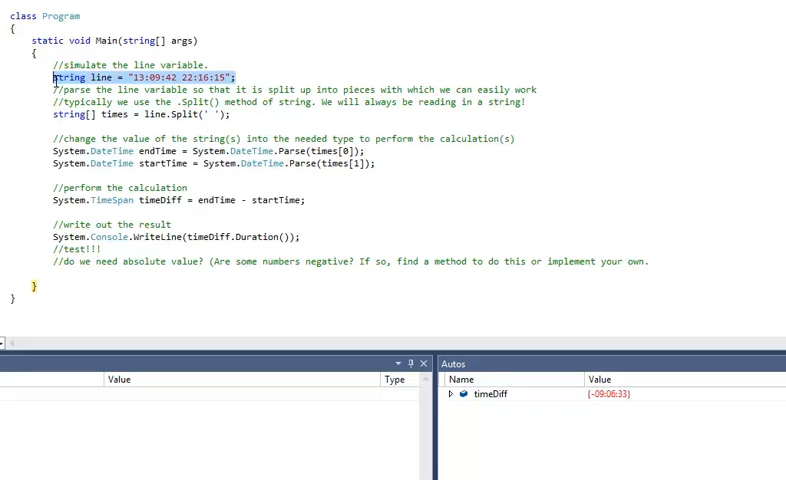 class Program
{
static void Main(string[] args)
{
//simulate the line variable.
string line = "13:09:42 22:16:15";
//parse the line variable so that it is split up into pieces with which we can easily work
//typically we use the .Split() method of string. We will always be reading in a string!
string[] times = line.Split(' ');
//change the value of the string(s) into the needed type to perform the calculation(s)
System.DateTime endTime = System.DateTime.Parse(times[0]);
System.DateTime startTime = System.DateTime.Parse(times[1]);
//perform the calculation
System.TimeSpan timeDiff = endTime - startTime;
//write out the result
System.Console.WriteLine(timeDiff.Duration());
//test!!!
//do we need absolute value? (Are some numbers negative? If so, find a method to do this or implement your own.
}
}
Autos
Value Type Name Value
timeDiff {-09:06:33}